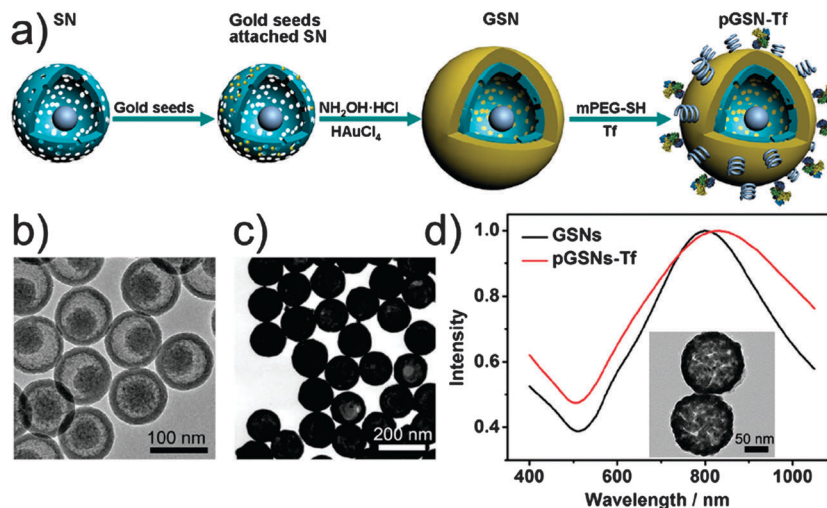 a)
SN
Gold seeds
Gold seeds
attached SN
NH₂OH·HCl
HAuCl₄
GSN
mPEG-SH
Tf
pGSN-Tf
b)
100 nm
c)
200 nm
d)
GSNs
pGSNs-Tf
Intensity
1.0
0.8
0.6
0.4
50 nm
400 600 800 1000
Wavelength / nm